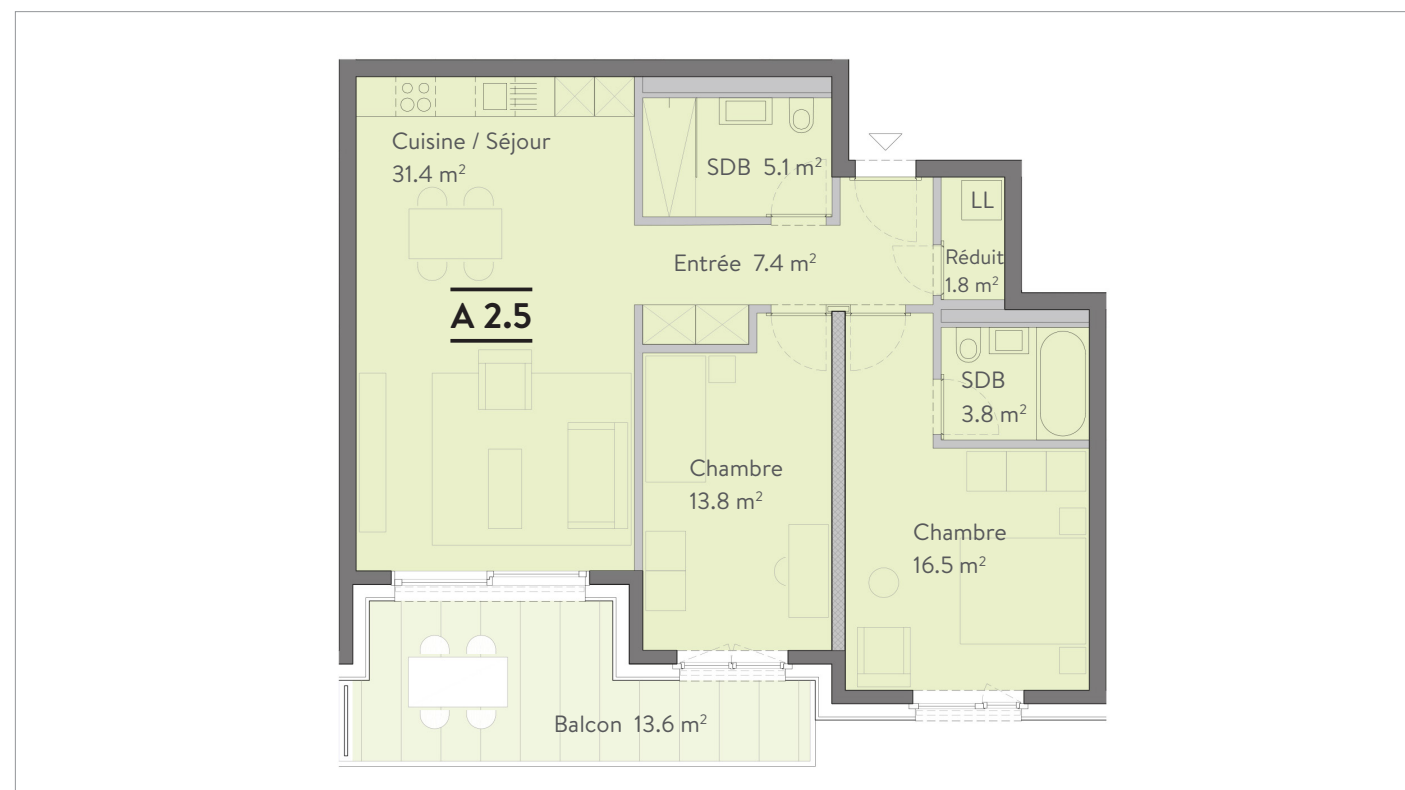 Cuisine / Séjour
31.4 m²
SDB 5.1 m²
LL
Entrée 7.4 m²
Réduit
1.8 m²
A 2.5
SDB
3.8 m²
Chambre
13.8 m²
Chambre
16.5 m²
Balcon 13.6 m²